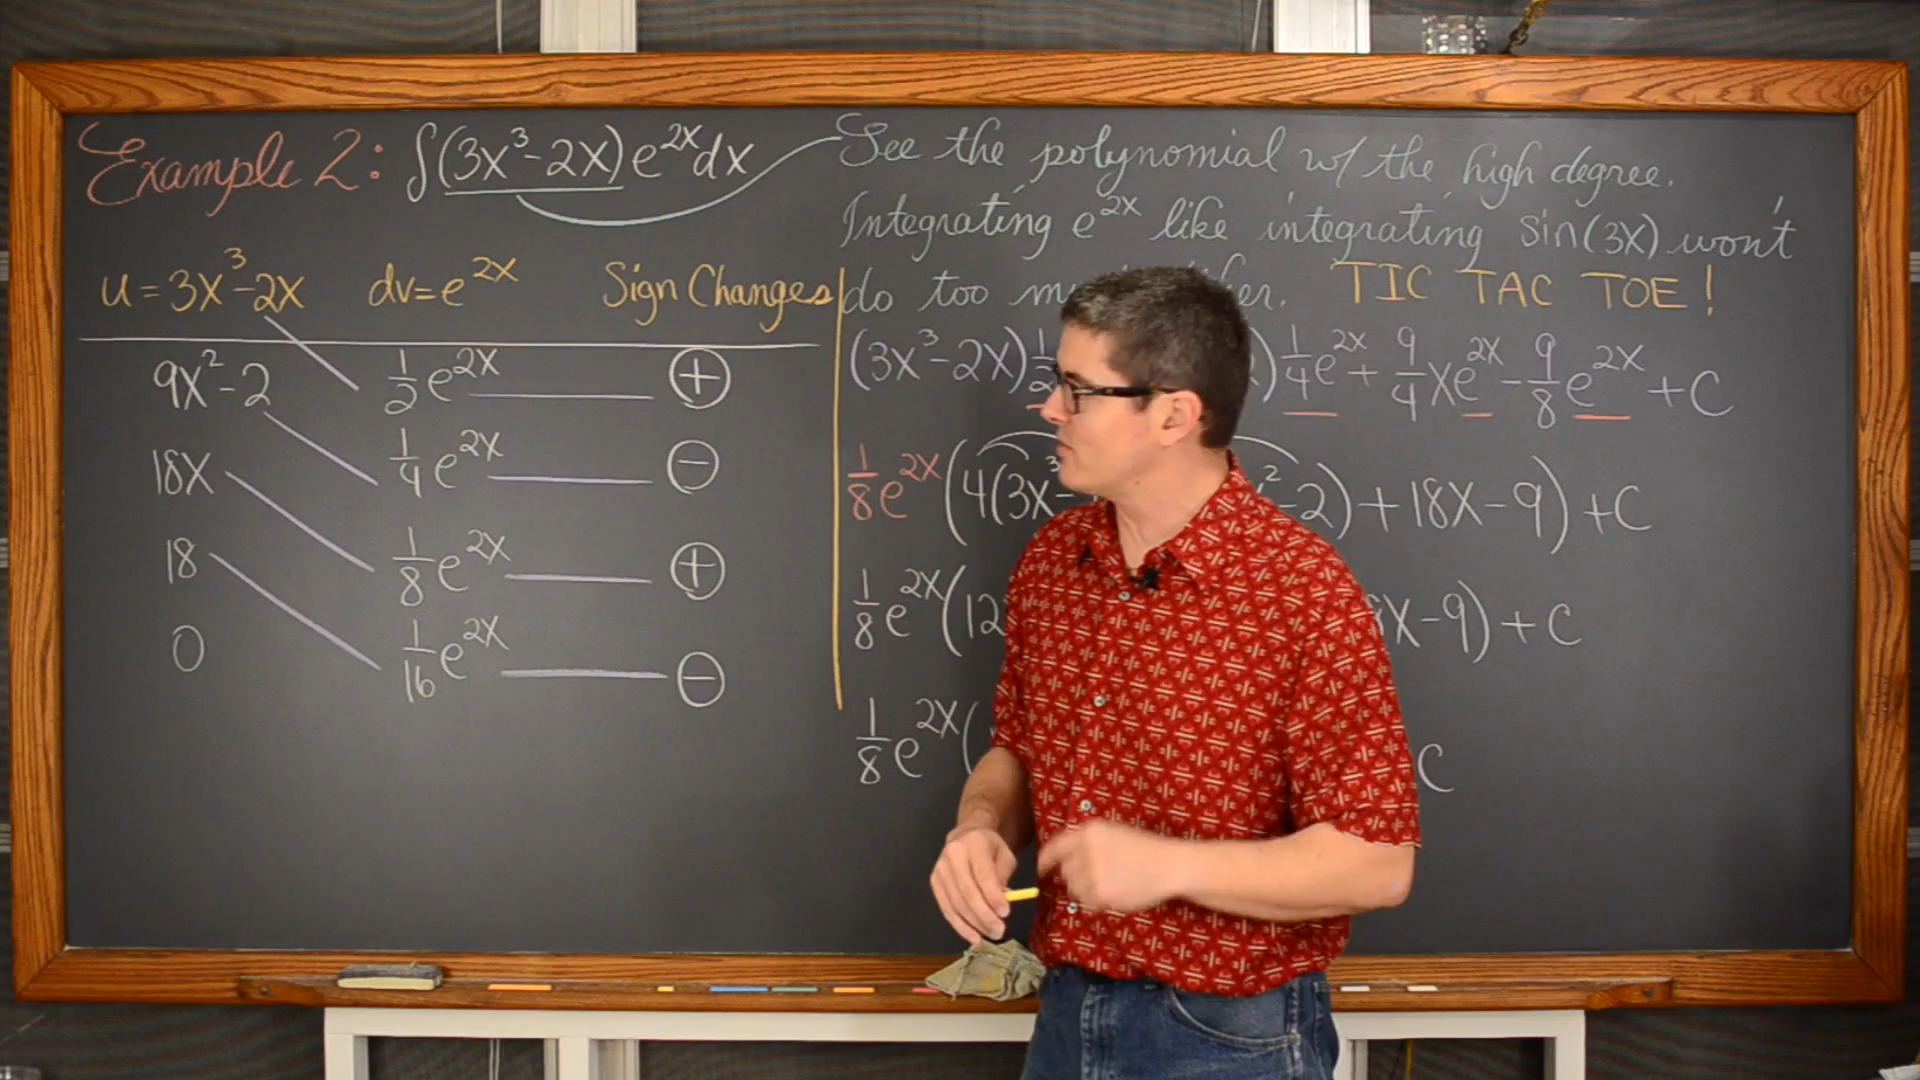 Example 2: ∫(3x³-2x)e^{2x}dx
u = 3x³-2x dv=e^{2x} Sign Changes
9x²-2 1/2 e^{2x} +
18x 1/4 e^{2x} −
18 1/8 e^{2x} +
0 1/16 e^{2x} −
See the polynomial w/ the high degree.
Integrating e^{2x} like integrating sin(3x) won't
do too TIC TAC TOE!
(3x³-2x) 1/2 ) 1/4 e^{2x} + 9/4 xe^{2x} - 9/8 e^{2x} + C
1/8 e^{2x} (4(3x³- ²-2) + 18x-9) + C
1/8 e^{2x} (12 x-9) + C
1/8 e^{2x} ( C